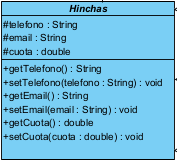 Hinchas
#telefono : String
#email : String
#cuota : double
+getTelefono() : String
+setTelefono(telefono : String) : void
+getEmail() : String
+setEmail(email : String) : void
+getCuota() : double
+setCuota(cuota : double) : void